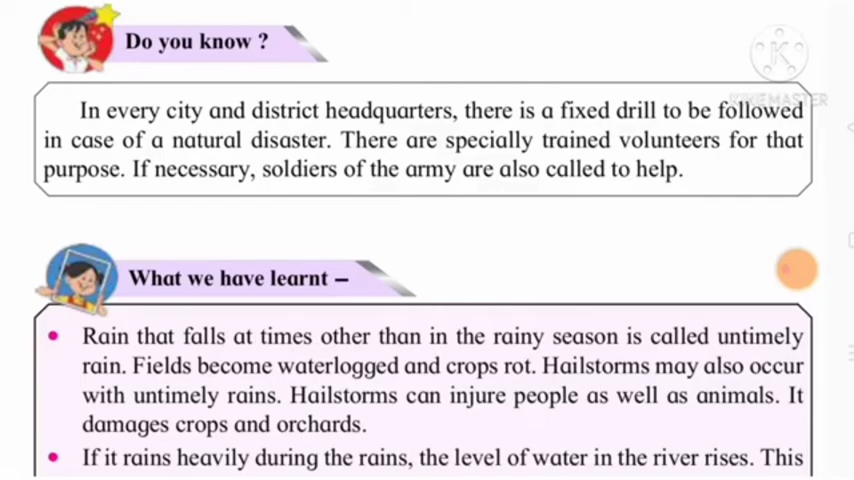 Do you know ?
KINEMASTER
In every city and district headquarters, there is a fixed drill to be followed
in case of a natural disaster. There are specially trained volunteers for that
purpose. If necessary, soldiers of the army are also called to help.
What we have learnt –
• Rain that falls at times other than in the rainy season is called untimely
rain. Fields become waterlogged and crops rot. Hailstorms may also occur
with untimely rains. Hailstorms can injure people as well as animals. It
damages crops and orchards.
• If it rains heavily during the rains, the level of water in the river rises. This